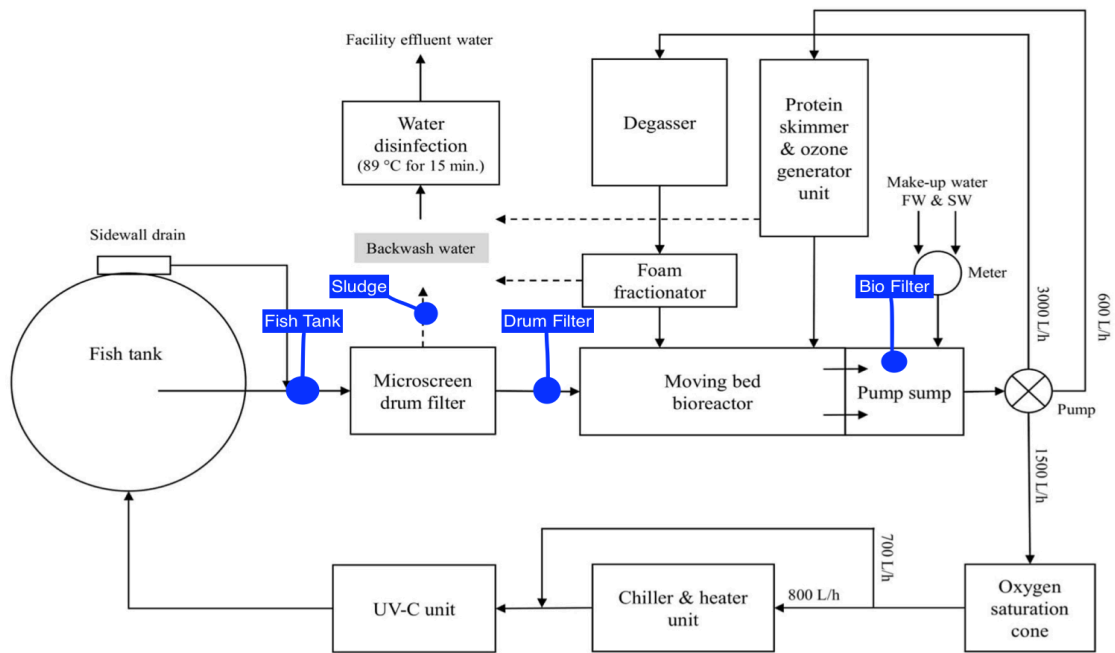 Facility effluent water
Water
disinfection
(89 °C for 15 min.)
Degasser
Protein
skimmer
& ozone
generator
unit
Make-up water
FW & SW
Meter
Backwash water
Sidewall drain
Foam
fractionator
Sludge
Bio Filter
Fish Tank
Drum Filter
3000 L/h
600 L/h
Fish tank
Microscreen
drum filter
Moving bed
bioreactor
Pump sump
Pump
1500 L/h
700 L/h
800 L/h
UV-C unit
Chiller & heater
unit
Oxygen
saturation
cone